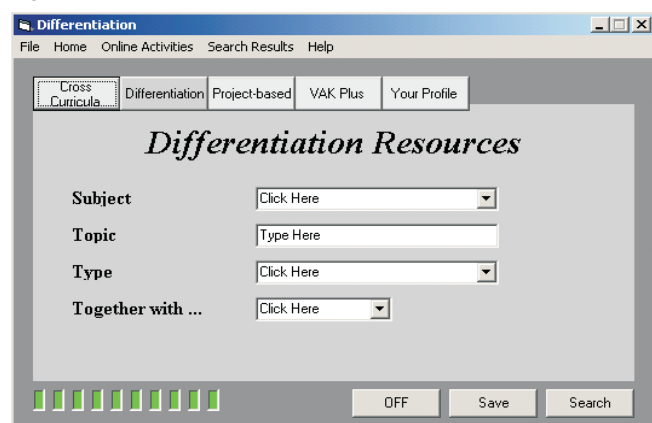 Differentiation
File Home Online Activities Search Results Help
Cross
Curricula... Differentiation Project-based VAK Plus Your Profile
Differentiation Resources
Subject Click Here
Topic Type Here
Type Click Here
Together with ... Click Here
OFF Save Search